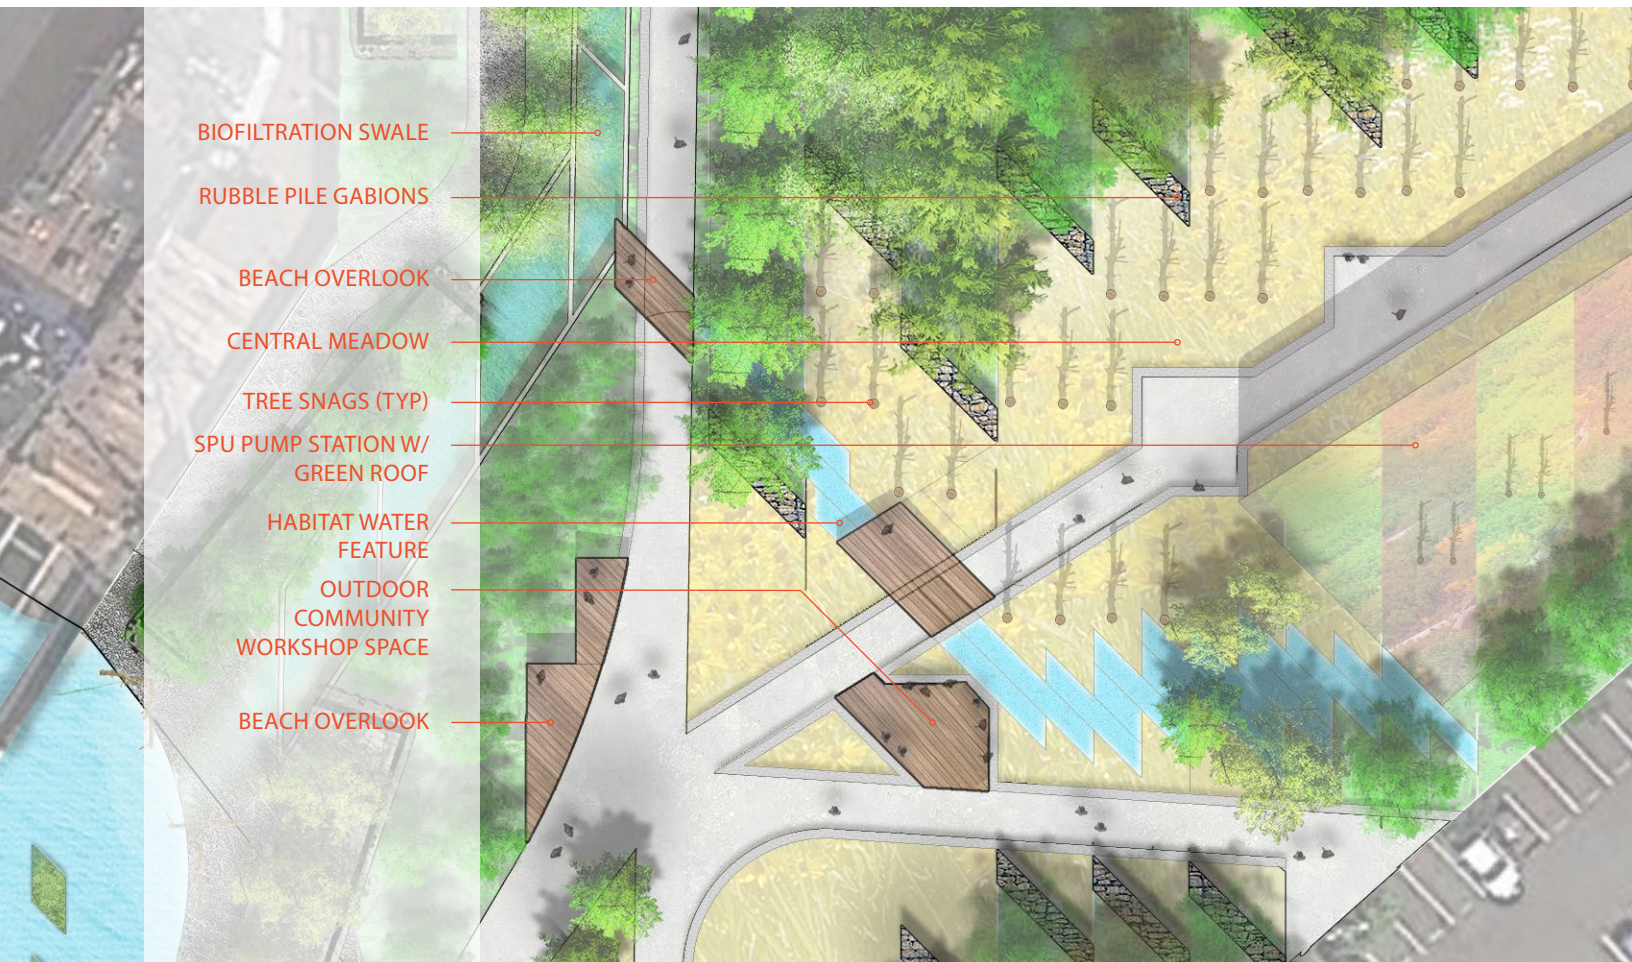 BIOFILTRATION SWALE
RUBBLE PILE GABIONS
BEACH OVERLOOK
CENTRAL MEADOW
TREE SNAGS (TYP)
SPU PUMP STATION W/
GREEN ROOF
HABITAT WATER
FEATURE
OUTDOOR
COMMUNITY
WORKSHOP SPACE
BEACH OVERLOOK